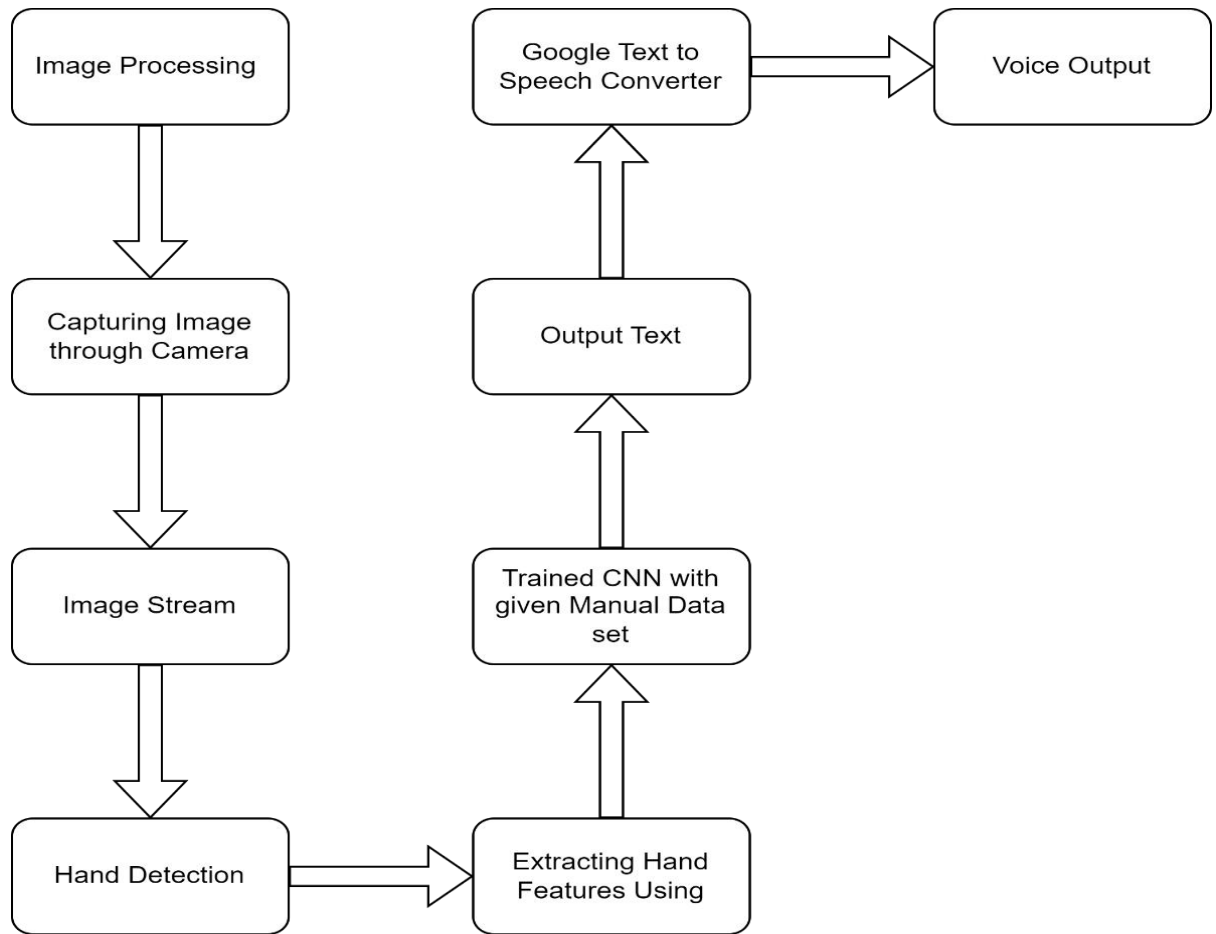 Image Processing
Capturing Image
through Camera
Image Stream
Hand Detection
Extracting Hand
Features Using
Trained CNN with
given Manual Data
set
Output Text
Google Text to
Speech Converter
Voice Output